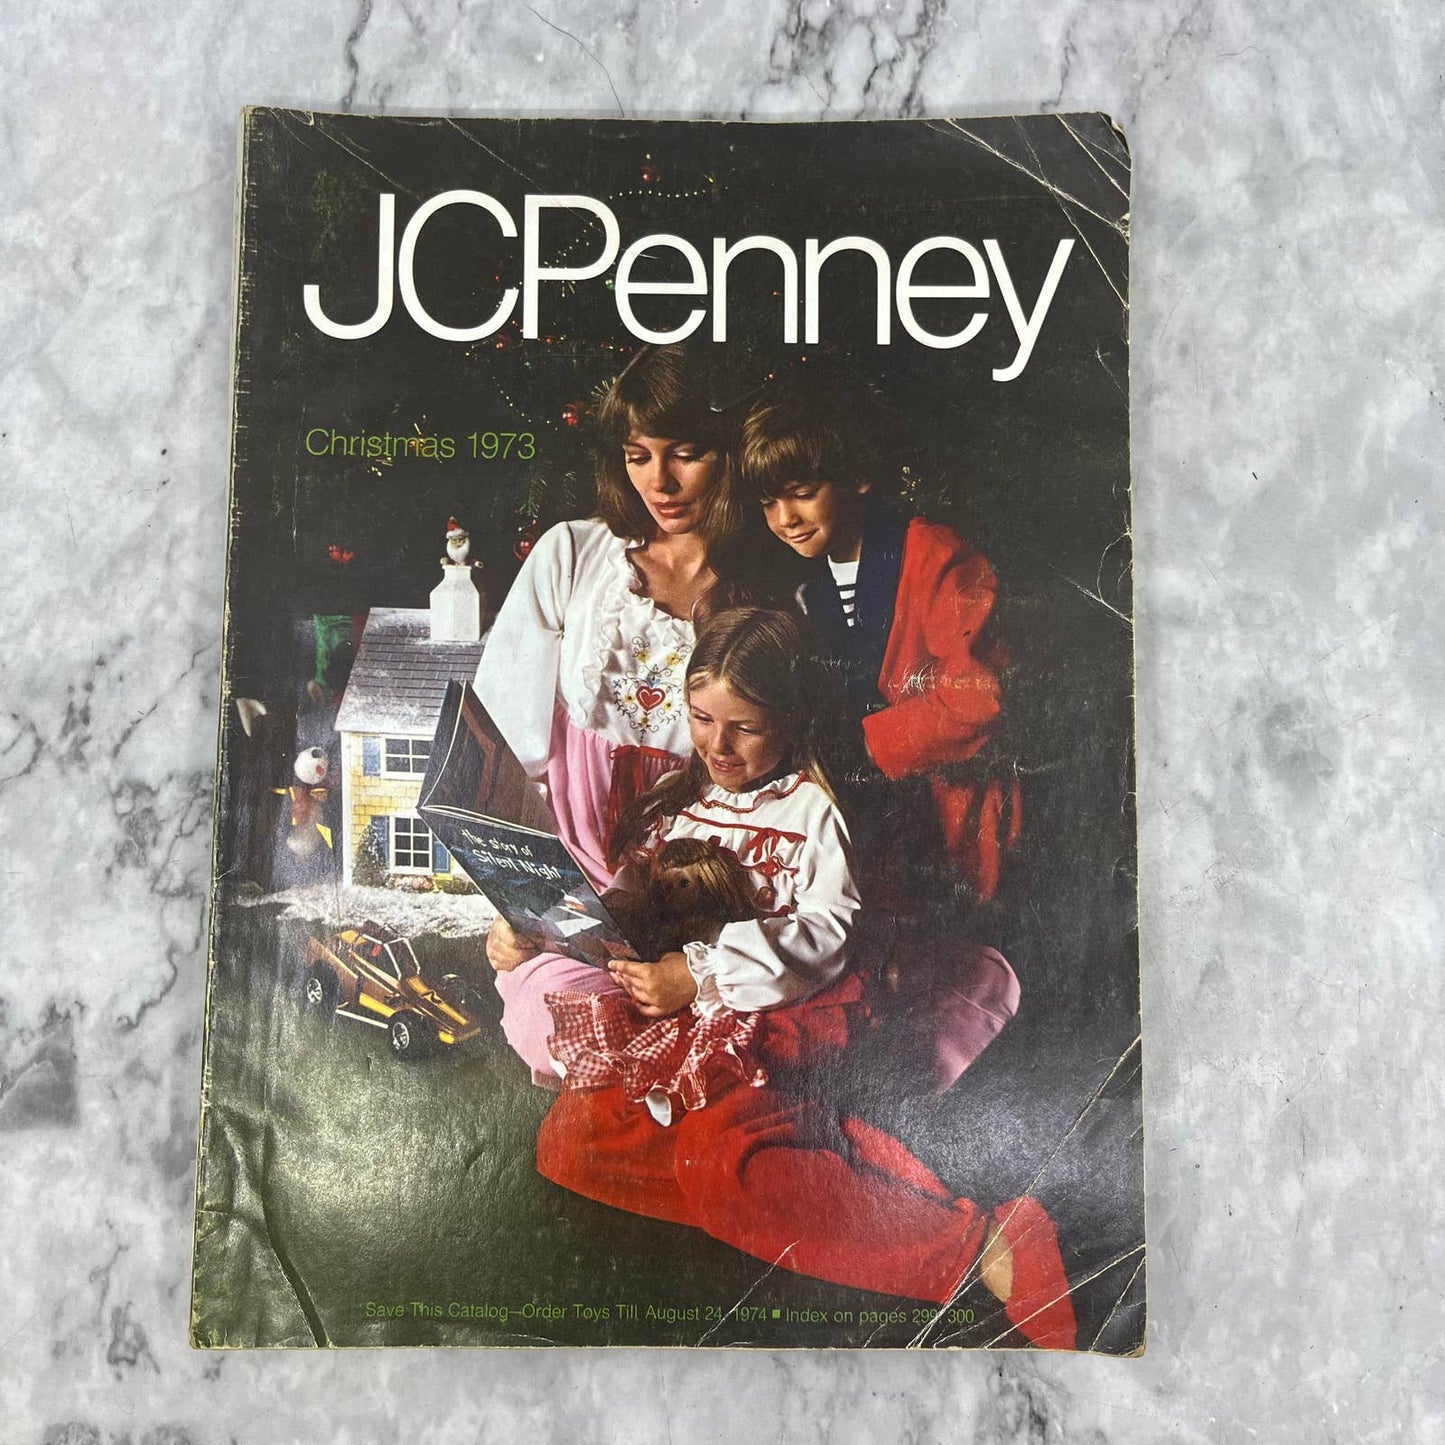 JCPenney
Christmas 1973
the story of
Silent Night
Save This Catalog—Order Toys Till August 24, 1974 ■ Index on pages 299, 300